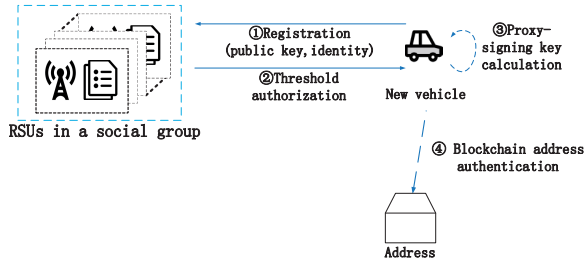 ①Registration
(public key, identity)
②Threshold
authorization
③Proxy-
signing key
calculation
New vehicle
RSUs in a social group
④ Blockchain address
authentication
Address